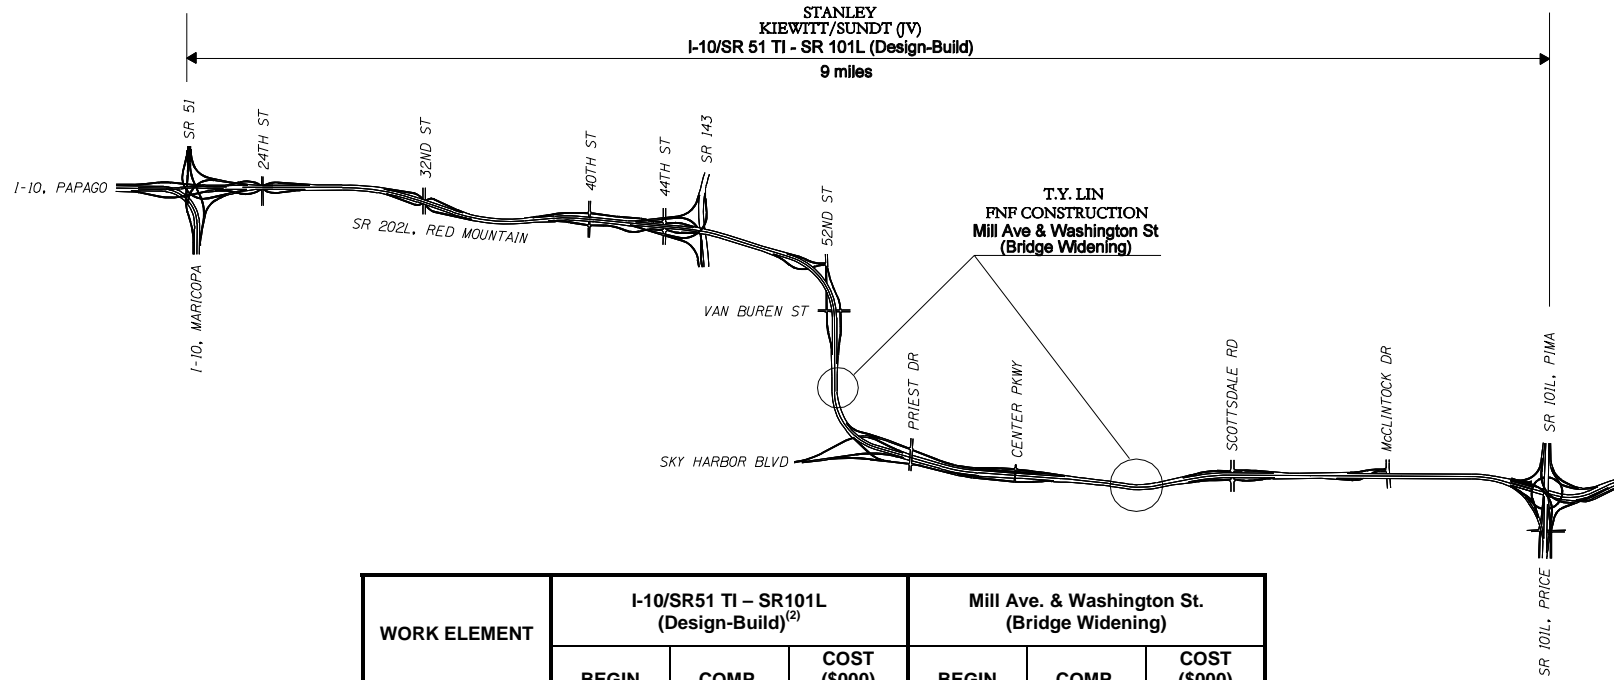 STANLEY
KIEWITT/SUNDT (JV)
I-10/SR 51 TI - SR 101L (Design-Build)
9 miles
SR 51
24TH ST
32ND ST
40TH ST
44TH ST
SR 143
52ND ST
I-10, PAPAGO
SR 202L, RED MOUNTAIN
I-10, MARICOPA
VAN BUREN ST
T.Y. LIN
FNF CONSTRUCTION
Mill Ave & Washington St
(Bridge Widening)
SKY HARBOR BLVD
PRIEST DR
CENTER PKWY
SCOTTSDALE RD
McCLINTOCK DR
SR 101L, PIMA
SR 101L, PRICE
WORK ELEMENT
I-10/SR51 TI – SR101L
(Design-Build)(2)
Mill Ave. & Washington St.
(Bridge Widening)
BEGIN
COMP
COST
($000)
BEGIN
COMP
COST
($000)